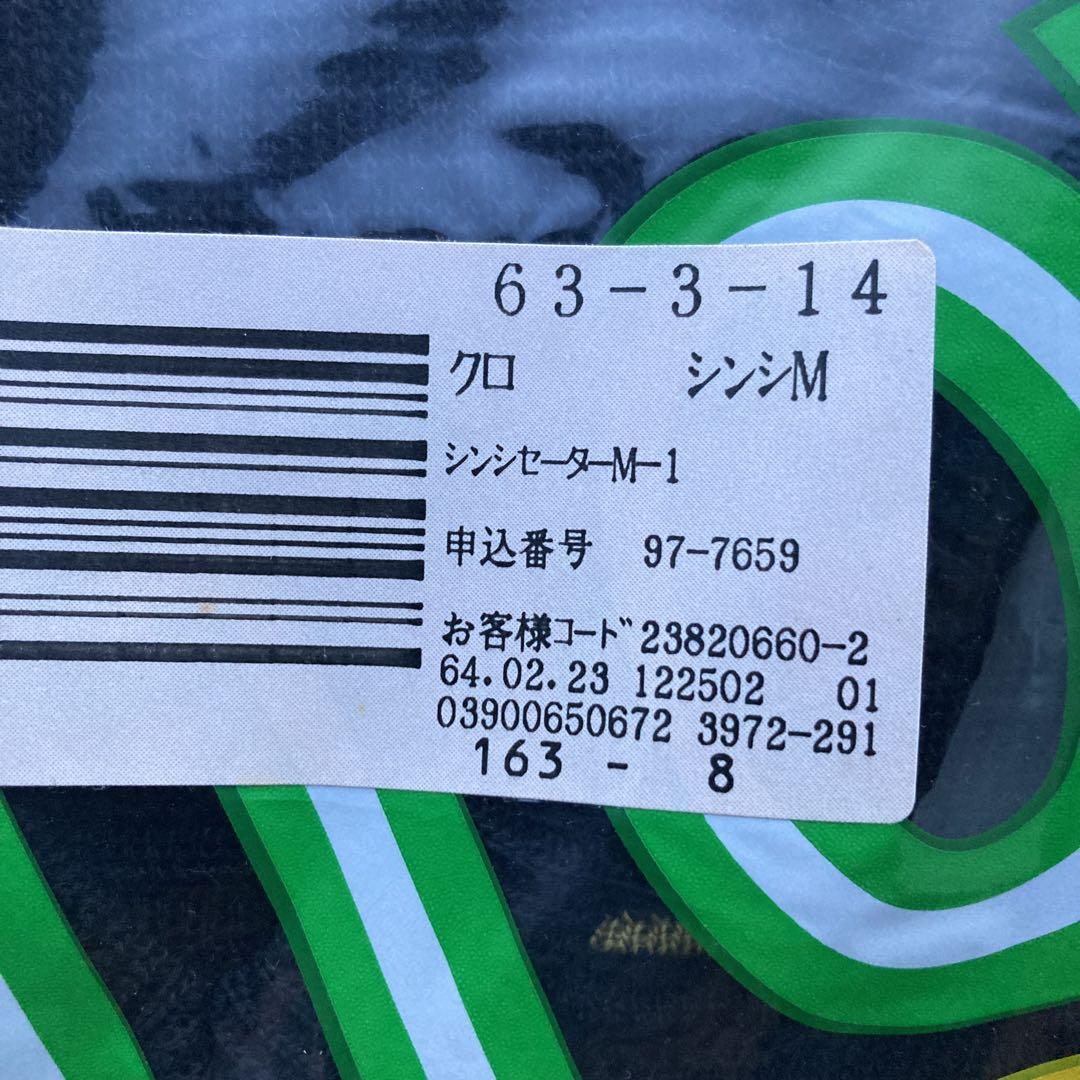 63-3-14
クロ シンシM
シンシセーターM-1
申込番号 97-7659
お客様コード 23820660-2
64.02.23 122502 01
03900650672 3972-291
163 - 8